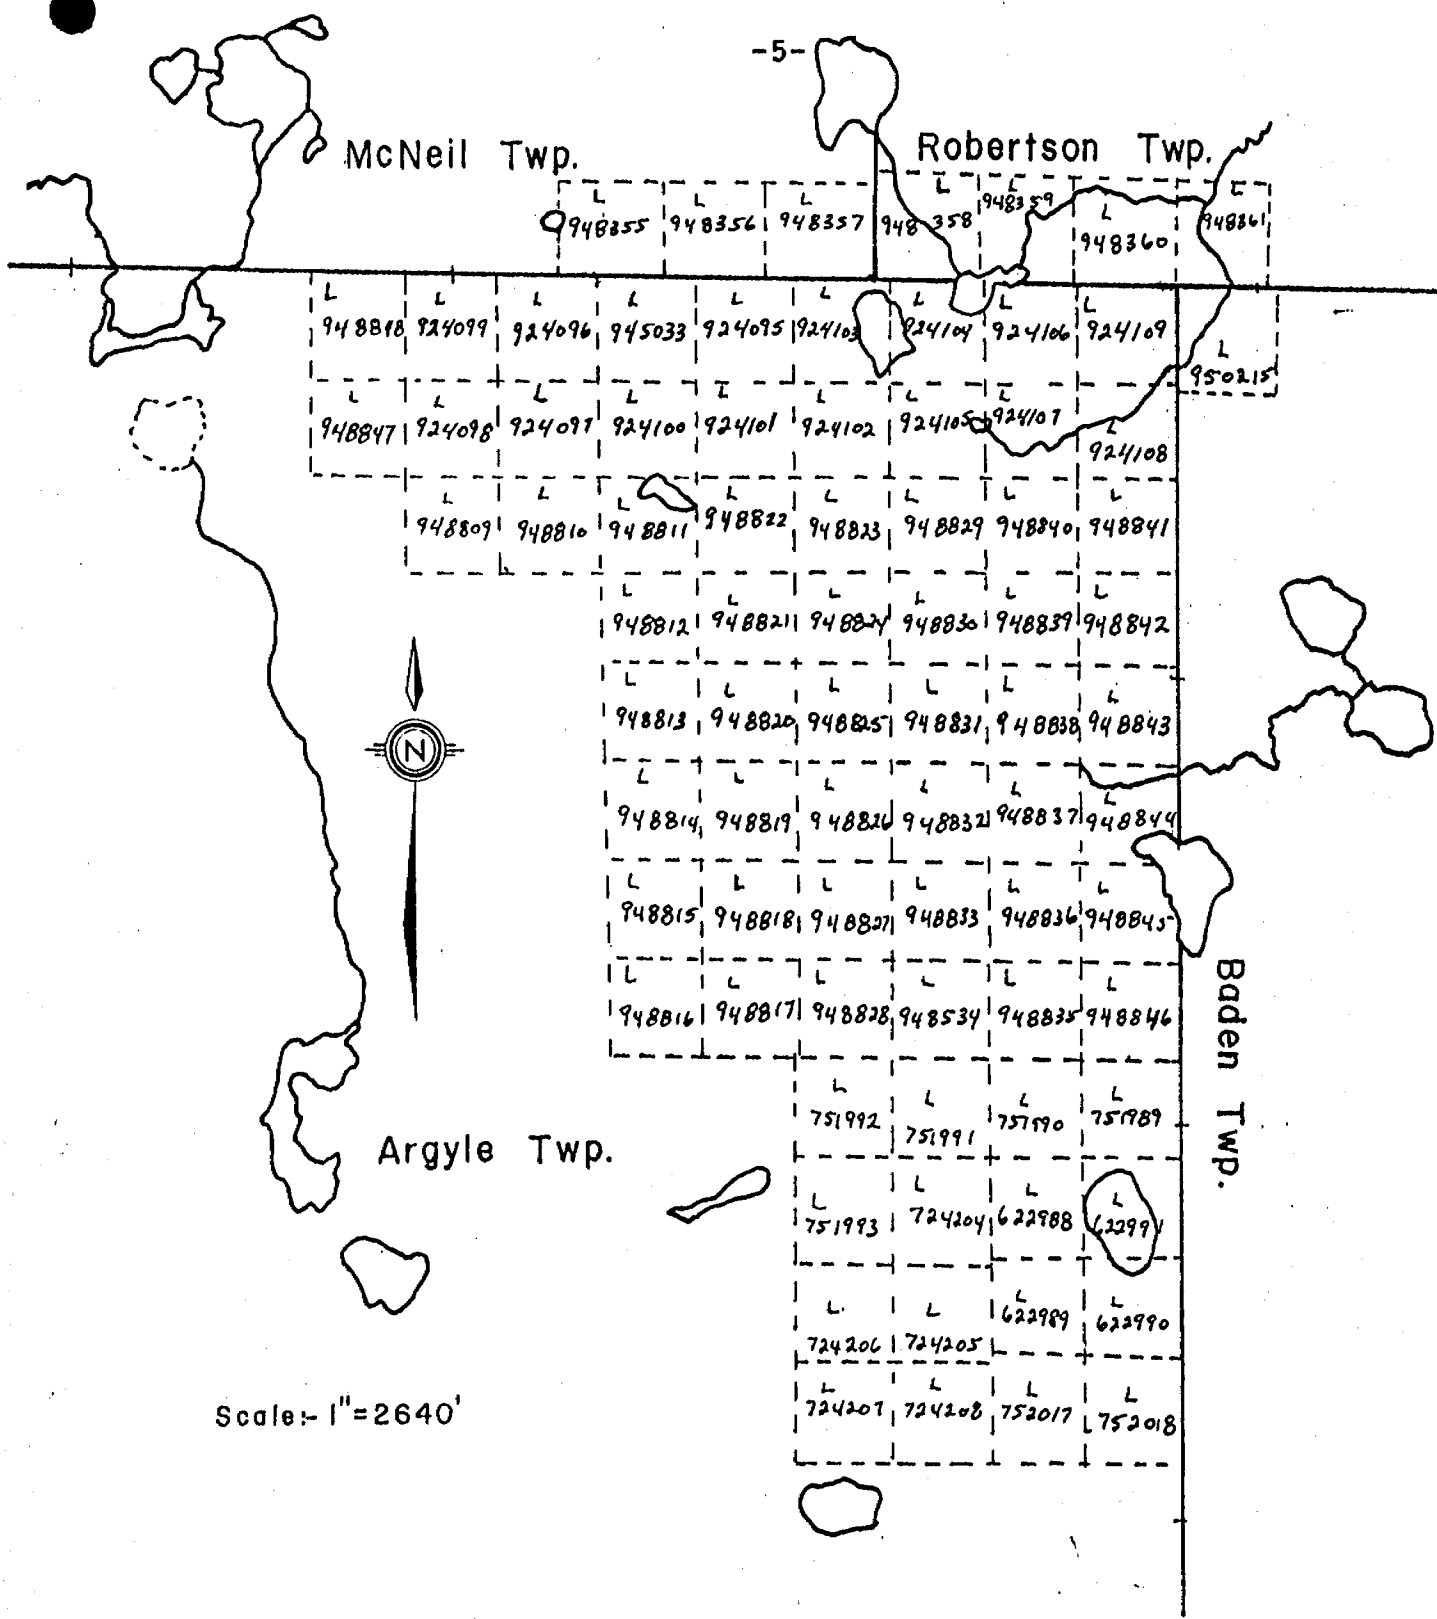 -5-
McNeil Twp.
Robertson Twp.
L L L L L L L
948355 948356 948357 948358 948359 948360 948361
L L L L L L L L L L
948848 924099 924096 945033 924095 924103 924104 924106 924109 950215
L L L L L L L L L
948847 924098 924097 924100 924101 924102 924105 924107 924108
L L L L L L L L
948809 948810 948811 948822 948823 948829 948840 948841
L L L L L L
948812 948821 948824 948830 948839 948842
L L L L L L
948813 948820 948825 948831 948838 948843
N
L L L L L L
948814 948819 948826 948832 948837 948844
L L L L L L
948815 948818 948827 948833 948836 948845
L L L L L L
948816 948817 948828 948534 948835 948846
Baden Twp.
L L L L
751992 751991 751990 751989
Argyle Twp.
L L L L
751993 724204 622988 622991
L L L L
724206 724205 622989 622990
L L L L
724207 724208 752017 752018
Scale:- 1"=2640'